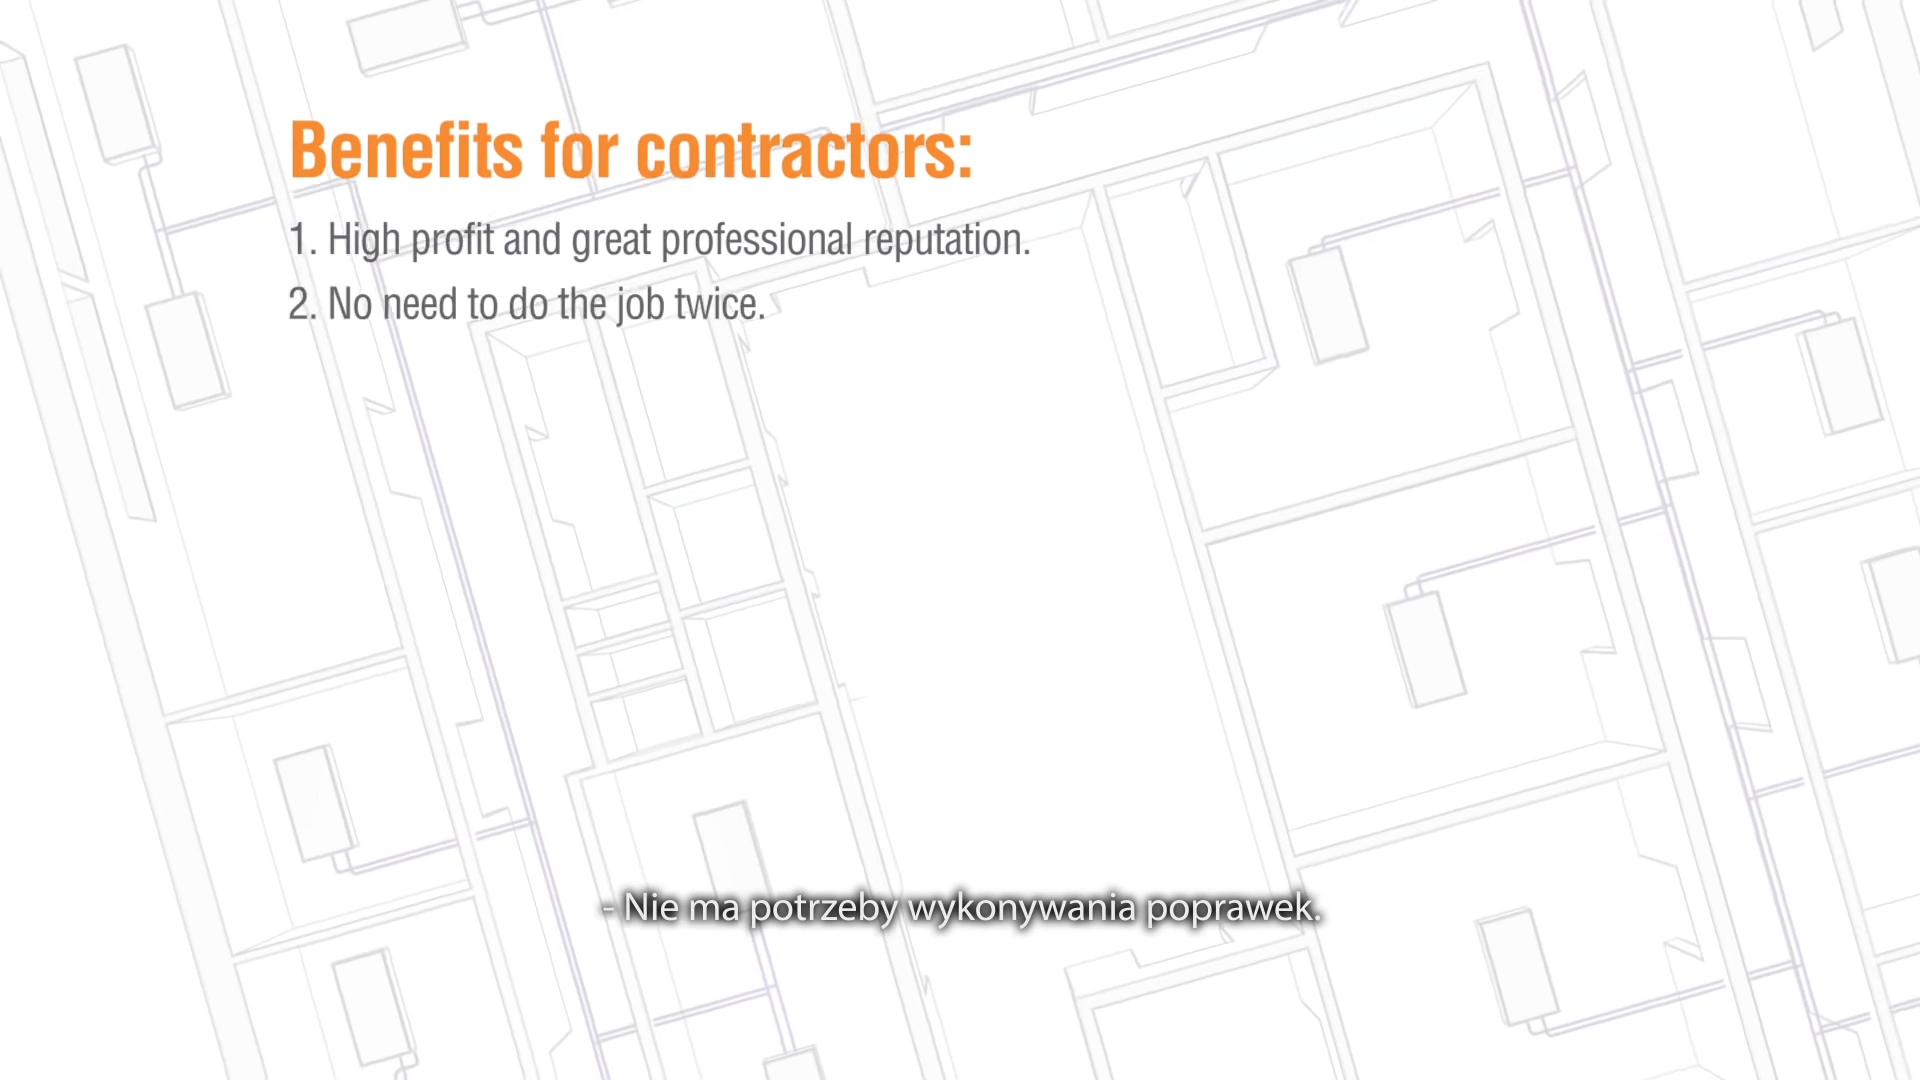 Benefits for contractors:
1. High profit and great professional reputation.
2. No need to do the job twice.
- Nie ma potrzeby wykonywania poprawek.